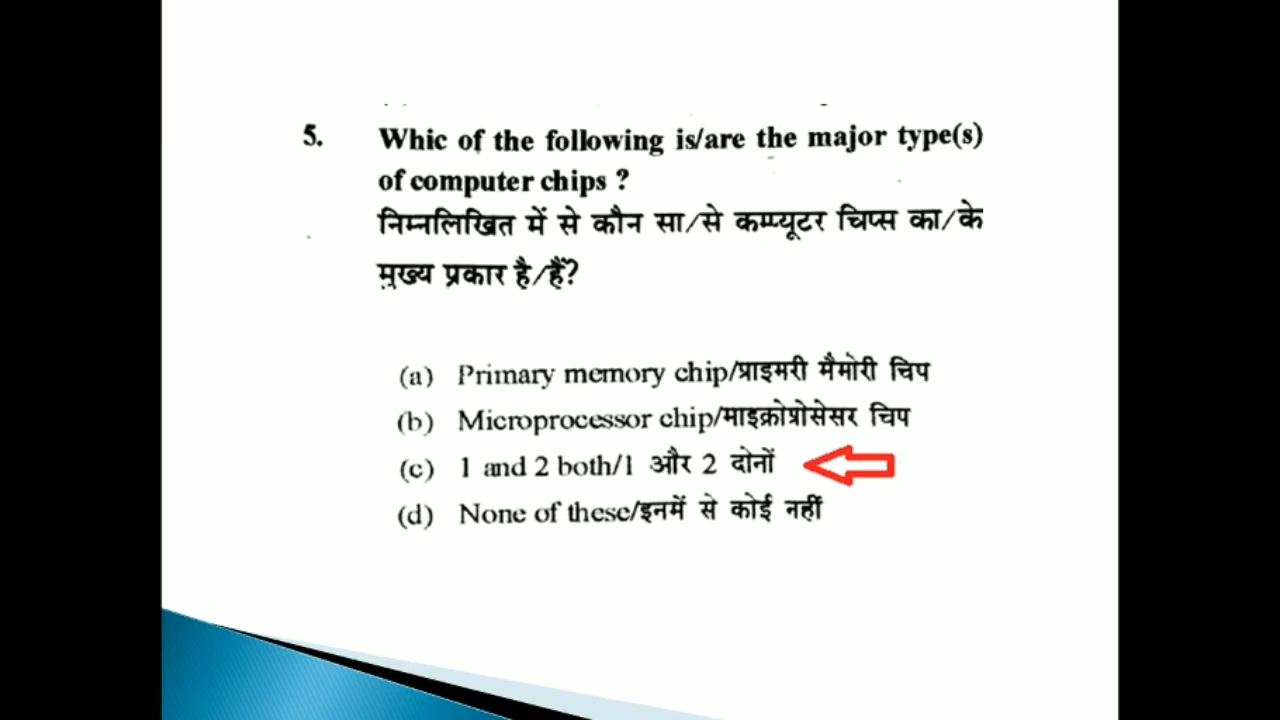 5. Whic of the following is/are the major type(s)
of computer chips ?
निम्नलिखित में से कौन सा/से कम्प्यूटर चिप्स का/के
मुख्य प्रकार है/हैं?
(a) Primary memory chip/प्राइमरी मैमोरी चिप
(b) Microprocessor chip/माइक्रोप्रोसेसर चिप
(c) 1 and 2 both/1 और 2 दोनों
(d) None of these/इनमें से कोई नहीं